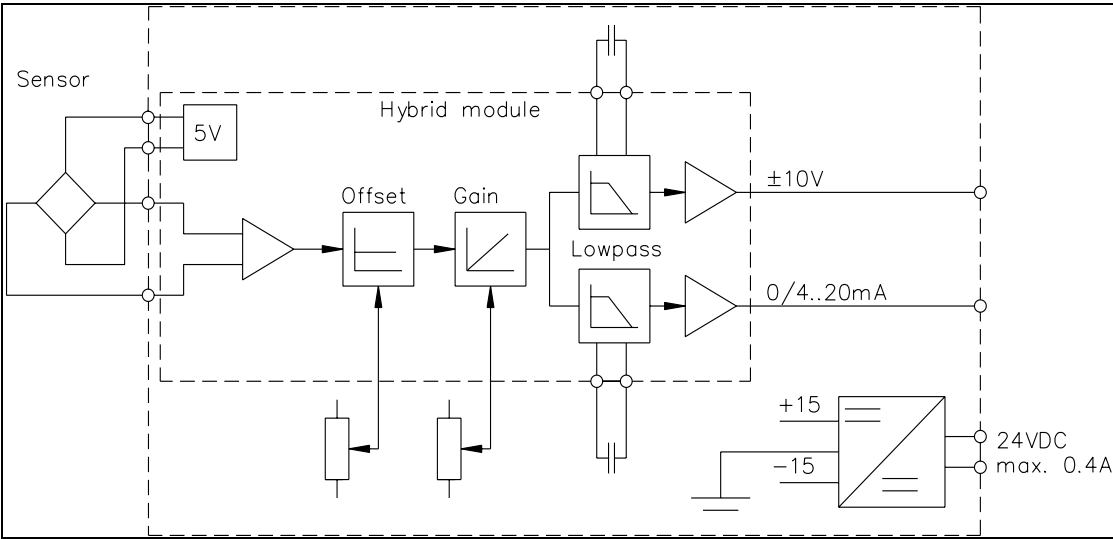 Sensor
Hybrid module
5V
±10V
Offset
Gain
Lowpass
0/4..20mA
+15
24VDC
-15
max. 0.4A